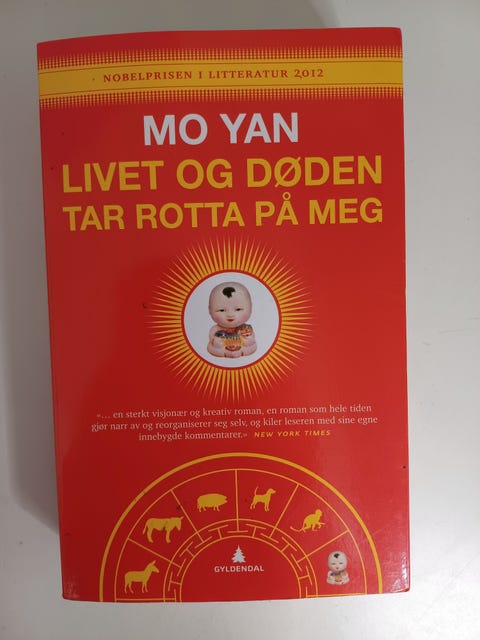 NOBELPRISEN I LITTERATUR 2012
MO YAN
LIVET OG DØDEN
TAR ROTTA PÅ MEG
«... en sterkt visjonær og kreativ roman, en roman som hele tiden
gjør narr av og reorganiserer seg selv, og kiler leseren med sine egne
innebygde kommentarer.» NEW YORK TIMES
GYLDENDAL